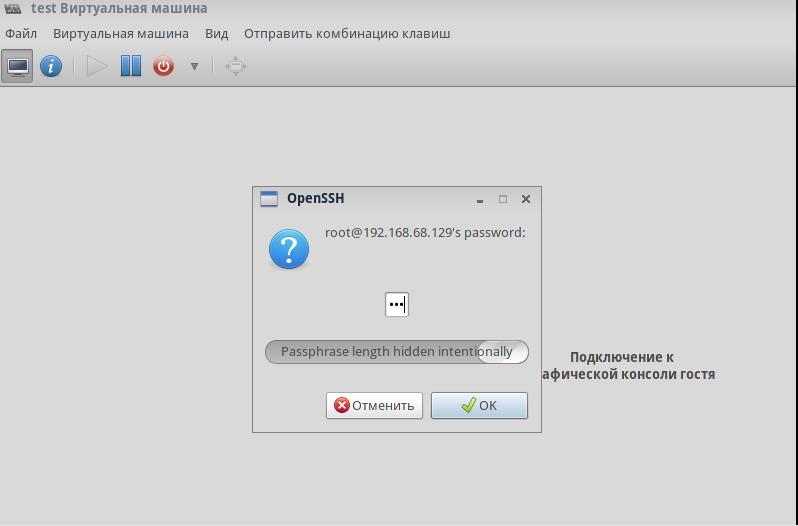 test Виртуальная машина
Файл Виртуальная машина Вид Отправить комбинацию клавиш
OpenSSH
root@192.168.68.129's password:
Passphrase length hidden intentionally
Подключение к
афической консоли гостя
Отменить OK